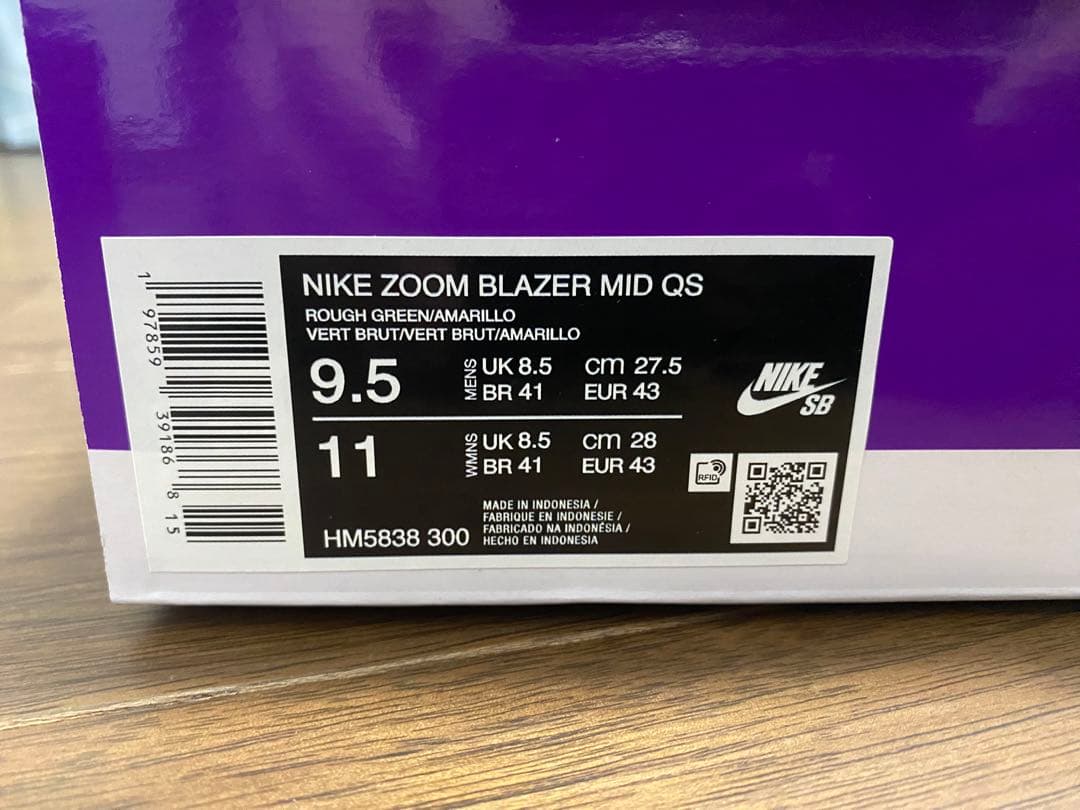 NIKE ZOOM BLAZER MID QS
ROUGH GREEN/AMARILLO
VERT BRUT/VERT BRUT/AMARILLO
9.5 MENS UK 8.5 cm 27.5
BR 41 EUR 43
11 WMNS UK 8.5 cm 28
BR 41 EUR 43
NIKE
SB
RFID
HM5838 300
MADE IN INDONESIA /
FABRIQUE EN INDONESIE /
FABRICADO NA INDONÉSIA /
HECHO EN INDONESIA
1 97859 39186 8 15